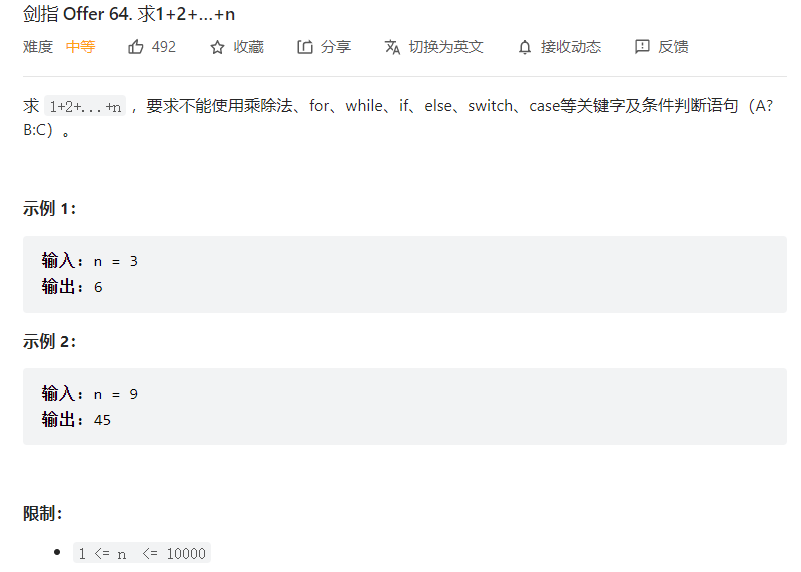 剑指 Offer 64. 求1+2+…+n
难度 中等 492 收藏 分享 切换为英文 接收动态 反馈
求 1+2+...+n ，要求不能使用乘除法、for、while、if、else、switch、case等关键字及条件判断语句（A?
B:C）。
示例 1：
输入：n = 3
输出：6
示例 2：
输入：n = 9
输出：45
限制：
• 1 <= n <= 10000